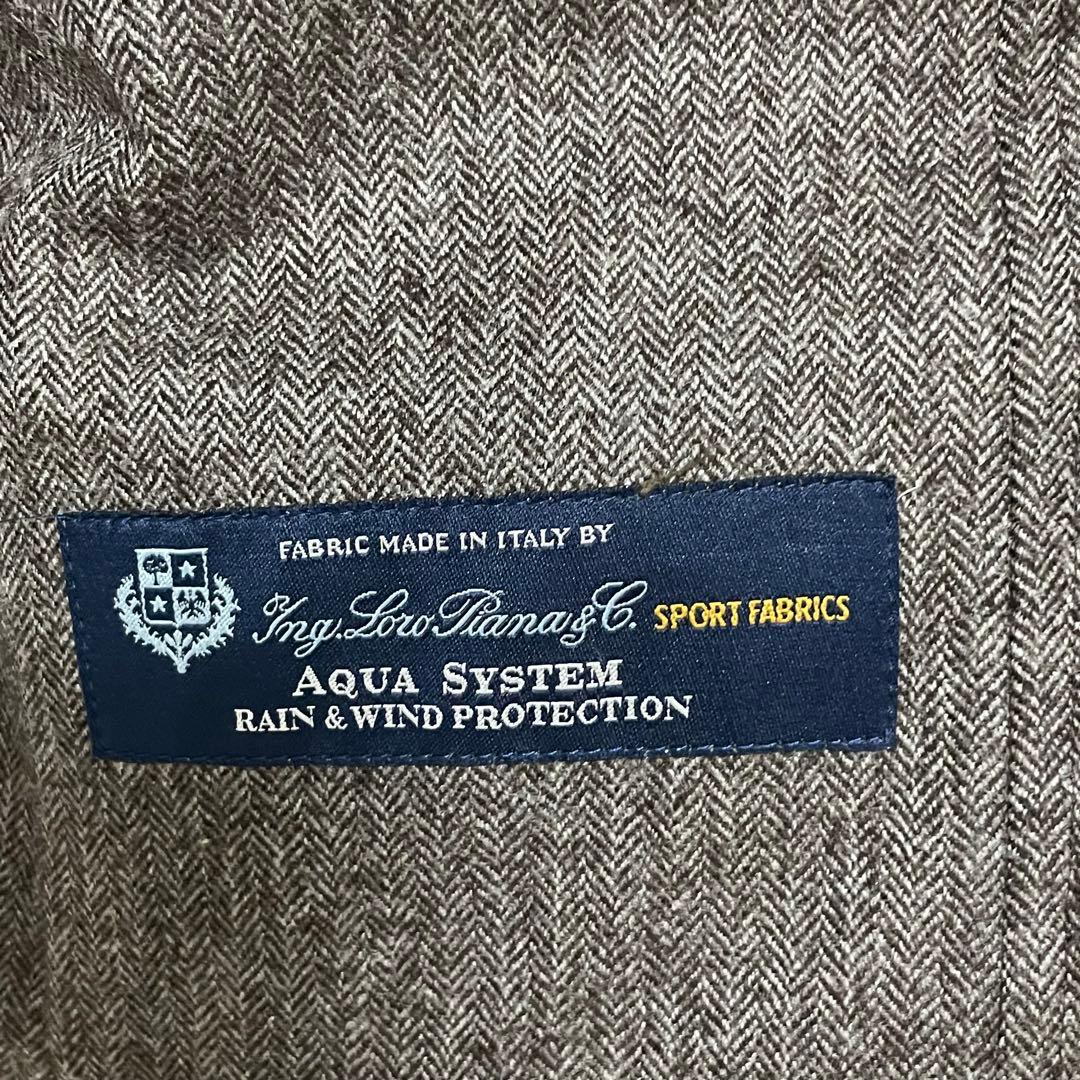 FABRIC MADE IN ITALY BY
Ing. Loro Piana & C. SPORT FABRICS
AQUA SYSTEM
RAIN & WIND PROTECTION